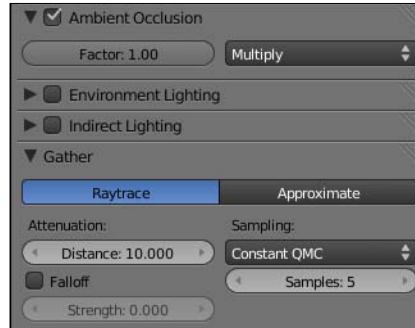 Ambient Occlusion
Factor: 1.00 Multiply
Environment Lighting
Indirect Lighting
Gather
Raytrace Approximate
Attenuation: Sampling:
Distance: 10.000 Constant QMC
Falloff Samples: 5
Strength: 0.000